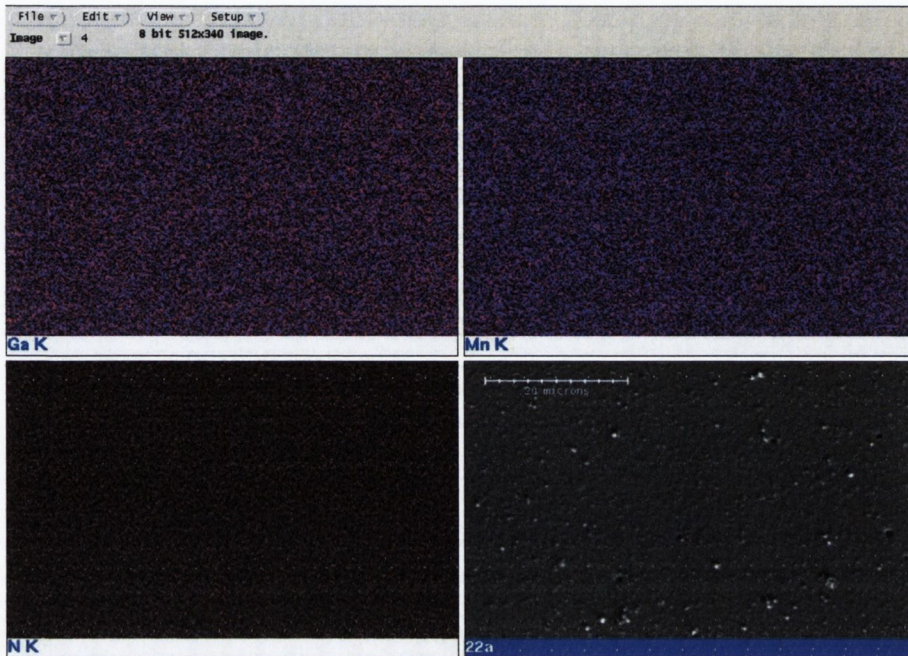 File Edit View Setup
Image 4 8 bit 512x340 image.
Ga K
Mn K
20 microns
N K
22a